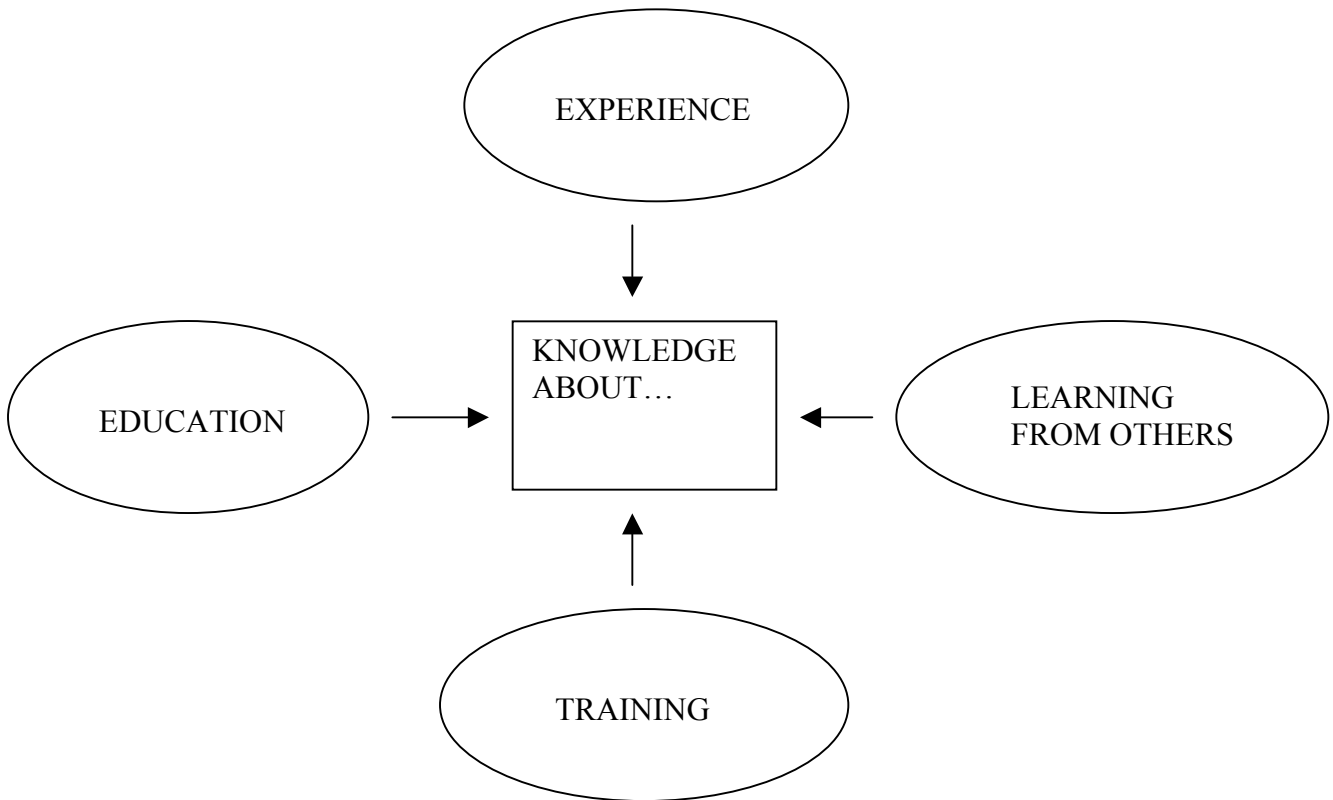 EXPERIENCE
KNOWLEDGE
ABOUT…
EDUCATION
LEARNING
FROM OTHERS
TRAINING